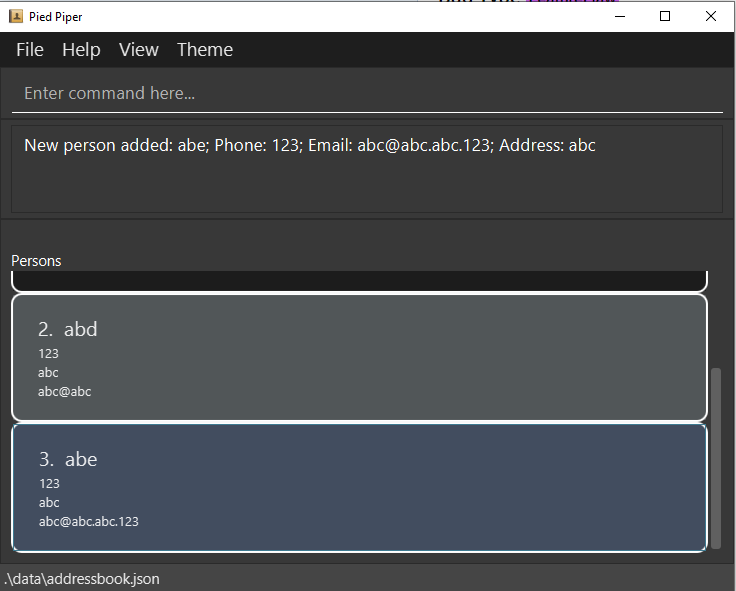 Pied Piper
File Help View Theme
Enter command here...
New person added: abe; Phone: 123; Email: abc@abc.abc.123; Address: abc
Persons
2. abd
123
abc
abc@abc
3. abe
123
abc
abc@abc.abc.123
.\data\addressbook.json